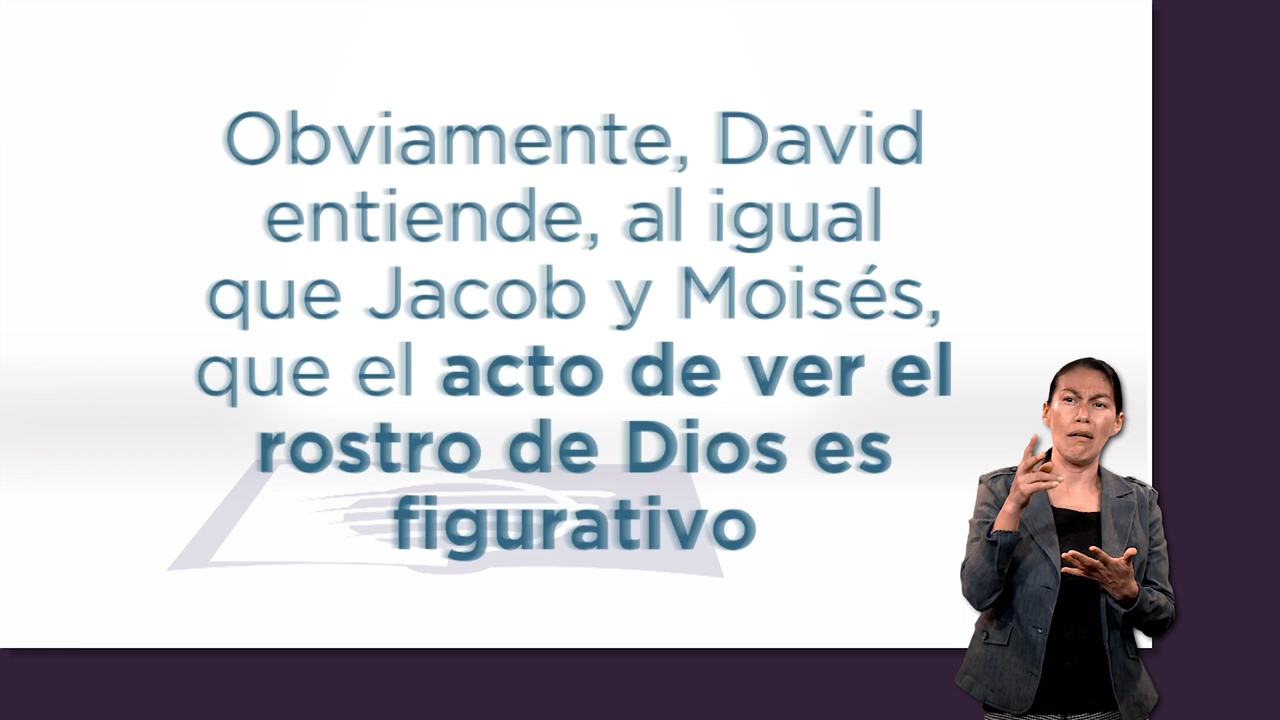 Obviamente, David
entiende, al igual
que Jacob y Moisés,
que el acto de ver el
rostro de Dios es
figurativo